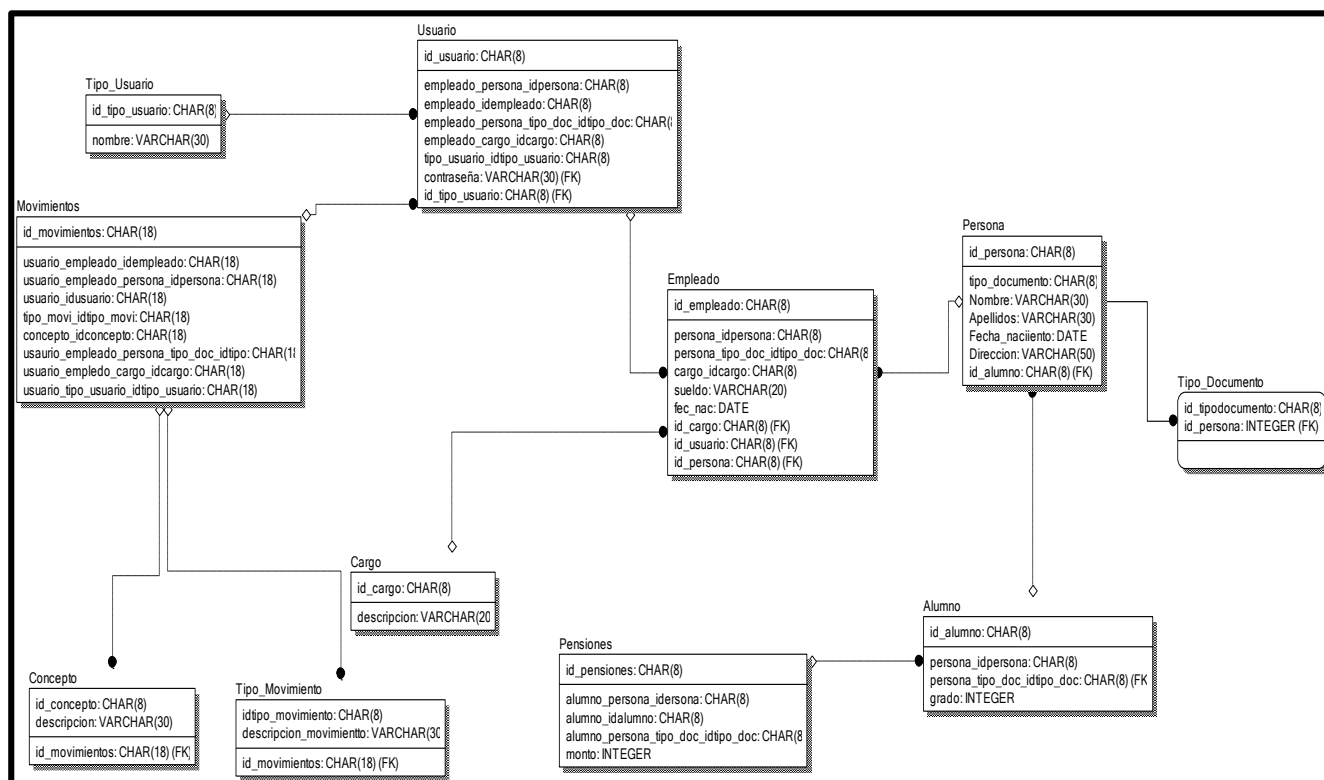 Usuario
id_usuario: CHAR(8)
empleado_persona_idpersona: CHAR(8)
empleado_idempleado: CHAR(8)
empleado_persona_tipo_doc_idtipo_doc: CHAR(8
empleado_cargo_idcargo: CHAR(8)
tipo_usuario_idtipo_usuario: CHAR(8)
contraseña: VARCHAR(30) (FK)
id_tipo_usuario: CHAR(8) (FK)
Tipo_Usuario
id_tipo_usuario: CHAR(8)
nombre: VARCHAR(30)
Movimientos
id_movimientos: CHAR(18)
usuario_empleado_idempleado: CHAR(18)
usuario_empleado_persona_idpersona: CHAR(18)
usuario_idusuario: CHAR(18)
tipo_movi_idtipo_movi: CHAR(18)
concepto_idconcepto: CHAR(18)
usaurio_empleado_persona_tipo_doc_idtipo: CHAR(18
usuario_empledo_cargo_idcargo: CHAR(18)
usuario_tipo_usuario_idtipo_usuario: CHAR(18)
Empleado
id_empleado: CHAR(8)
persona_idpersona: CHAR(8)
persona_tipo_doc_idtipo_doc: CHAR(8
cargo_idcargo: CHAR(8)
sueldo: VARCHAR(20)
fec_nac: DATE
id_cargo: CHAR(8) (FK)
id_usuario: CHAR(8) (FK)
id_persona: CHAR(8) (FK)
Persona
id_persona: CHAR(8)
tipo_documento: CHAR(8)
Nombre: VARCHAR(30)
Apellidos: VARCHAR(30)
Fecha_naciiento: DATE
Direccion: VARCHAR(50)
id_alumno: CHAR(8) (FK)
Tipo_Documento
id_tipodocumento: CHAR(8)
id_persona: INTEGER (FK)
Cargo
id_cargo: CHAR(8)
descripcion: VARCHAR(20
Alumno
id_alumno: CHAR(8)
persona_idpersona: CHAR(8)
persona_tipo_doc_idtipo_doc: CHAR(8) (FK
grado: INTEGER
Pensiones
id_pensiones: CHAR(8)
alumno_persona_idersona: CHAR(8)
alumno_idalumno: CHAR(8)
alumno_persona_tipo_doc_idtipo_doc: CHAR(8
monto: INTEGER
Concepto
id_concepto: CHAR(8)
descripcion: VARCHAR(30)
id_movimientos: CHAR(18) (FK)
Tipo_Movimiento
idtipo_movimiento: CHAR(8)
descripcion_movimientto: VARCHAR(30
id_movimientos: CHAR(18) (FK)